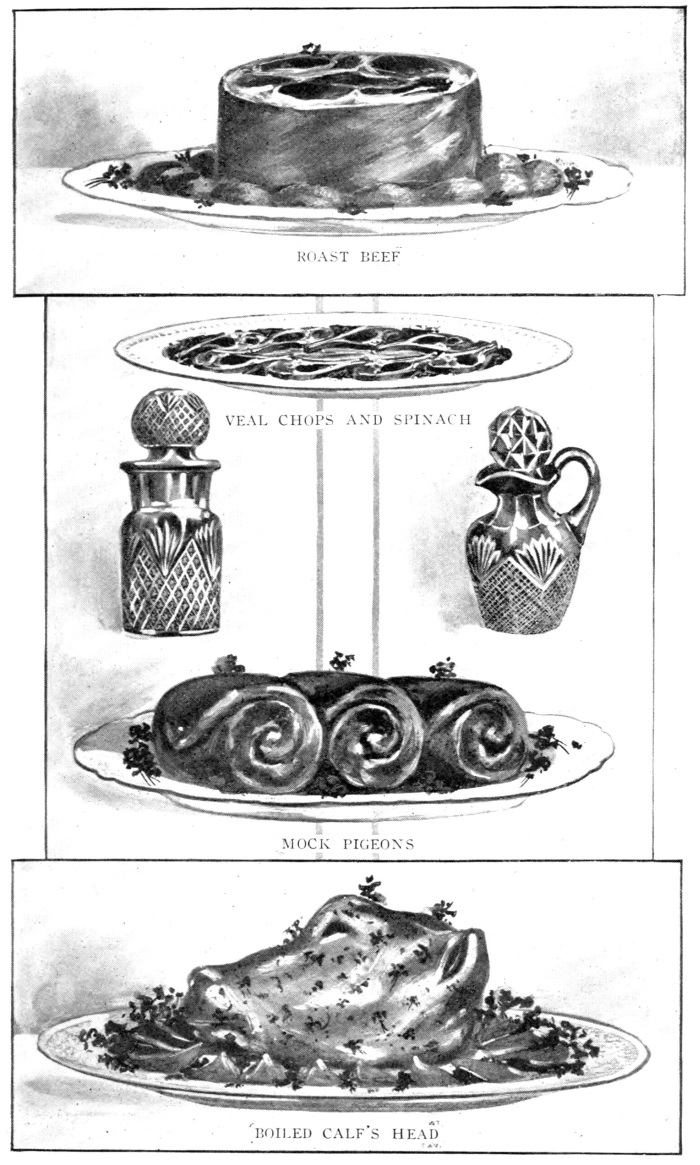 ROAST BEEF
VEAL CHOPS AND SPINACH
MOCK PIGEONS
BOILED CALF'S HEAD